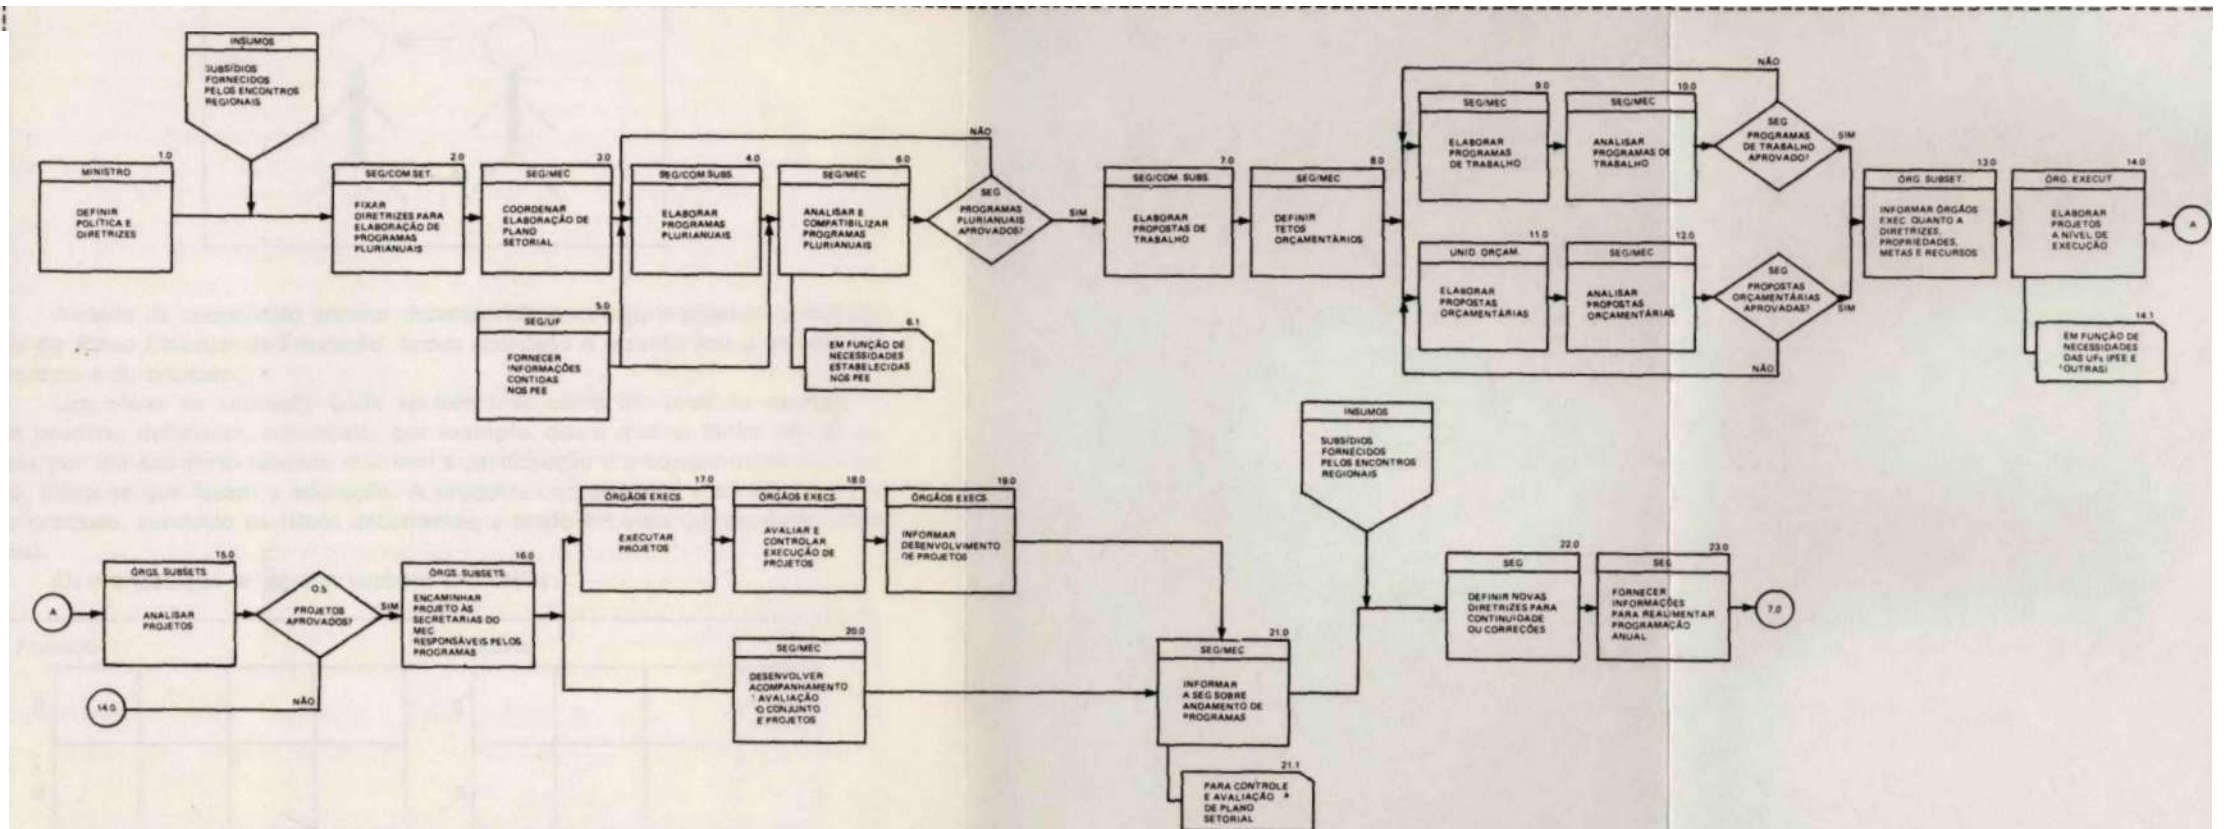 INSUMOS
SUBSÍDIOS
FORNECIDOS
PELOS ENCONTROS
REGIONAIS
1.0
MINISTRO
DEFINIR
POLÍTICA E
DIRETRIZES
2.0
SEG/COM.SET.
FIXAR
DIRETRIZES PARA
ELABORAÇÃO DE
PROGRAMAS
PLURIANUAIS
3.0
SEG/MEC
COORDENAR
ELABORAÇÃO DE
PLANO
SETORIAL
4.0
SEG/COM.SUBS.
ELABORAR
PROGRAMAS
PLURIANUAIS
5.0
SEG/UF
FORNECER
INFORMAÇÕES
CONTIDAS
NOS PEE
6.0
SEG/MEC
ANALISAR E
COMPATIBILIZAR
PROGRAMAS
PLURIANUAIS
6.1
EM FUNÇÃO DE
NECESSIDADES
ESTABELECIDAS
NOS PEE
NÃO
SEG
PROGRAMAS
PLURIANUAIS
APROVADOS?
SIM
7.0
SEG/COM. SUBS.
ELABORAR
PROPOSTAS DE
TRABALHO
8.0
SEG/MEC
DEFINIR
TETOS
ORÇAMENTÁRIOS
9.0
SEG/MEC
ELABORAR
PROGRAMAS
DE TRABALHO
10.0
SEG/MEC
ANALISAR
PROGRAMAS DE
TRABALHO
NÃO
SEG
PROGRAMAS
DE TRABALHO
APROVADO?
SIM
11.0
UNID. ORÇAM.
ELABORAR
PROPOSTAS
ORÇAMENTÁRIAS
12.0
SEG/MEC
ANALISAR
PROPOSTAS
ORÇAMENTÁRIAS
SEG
PROPOSTAS
ORÇAMENTÁRIAS
APROVADAS?
SIM
NÃO
13.0
ÓRG. SUBSET.
INFORMAR ÓRGÃOS
EXEC. QUANTO A
DIRETRIZES,
PROPRIEDADES,
METAS E RECURSOS
14.0
ÓRG. EXECUT
ELABORAR
PROJETOS
A NÍVEL DE
EXECUÇÃO
A
14.1
EM FUNÇÃO DE
NECESSIDADES
DAS UFs (PEE E
OUTRAS)
A
15.0
ÓRGS. SUBSETS.
ANALISAR
PROJETOS
O.S
PROJETOS
APROVADOS?
SIM
NÃO
14.0
16.0
ÓRGS. SUBSETS.
ENCAMINHAR
PROJETO ÀS
SECRETARIAS DO
MEC
RESPONSÁVEIS PELOS
PROGRAMAS
17.0
ÓRGÃOS EXECS.
EXECUTAR
PROJETOS
18.0
ÓRGÃOS EXECS.
AVALIAR E
CONTROLAR
EXECUÇÃO DE
PROJETOS
19.0
ÓRGÃOS EXECS.
INFORMAR
DESENVOLVIMENTO
DE PROJETOS
20.0
SEG/MEC
DESENVOLVER
ACOMPANHAMENTO
AVALIAÇÃO
O CONJUNTO
E PROJETOS
21.0
SEG/MEC
INFORMAR
A SEG SOBRE
ANDAMENTO DE
PROGRAMAS
21.1
PARA CONTROLE
E AVALIAÇÃO
DE PLANO
SETORIAL
INSUMOS
SUBSÍDIOS
FORNECIDOS
PELOS ENCONTROS
REGIONAIS
22.0
SEG
DEFINIR NOVAS
DIRETRIZES PARA
CONTINUIDADE
OU CORREÇÕES
23.0
SEG
FORNECER
INFORMAÇÕES
PARA REALIMENTAR
PROGRAMAÇÃO
ANUAL
7.0